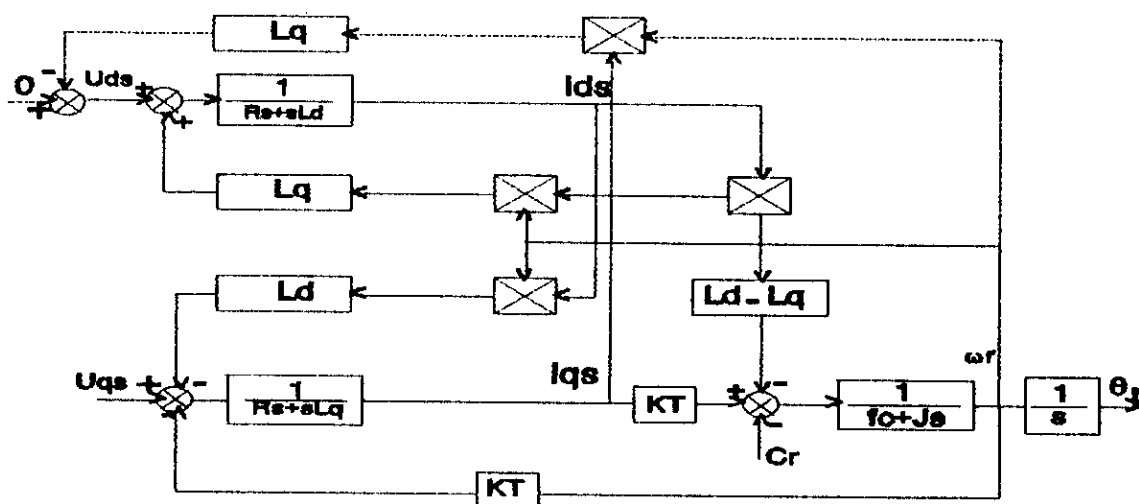 Lq
-
0
+
Uds
+
+
1
Rs+sLd
Ids
Lq
Ld
Ld-Lq
Uqs
+
-
-
1
Rs+sLq
Iqs
KT
+
-
-
Cr
1
fc+Js
ωr
1
s
KT